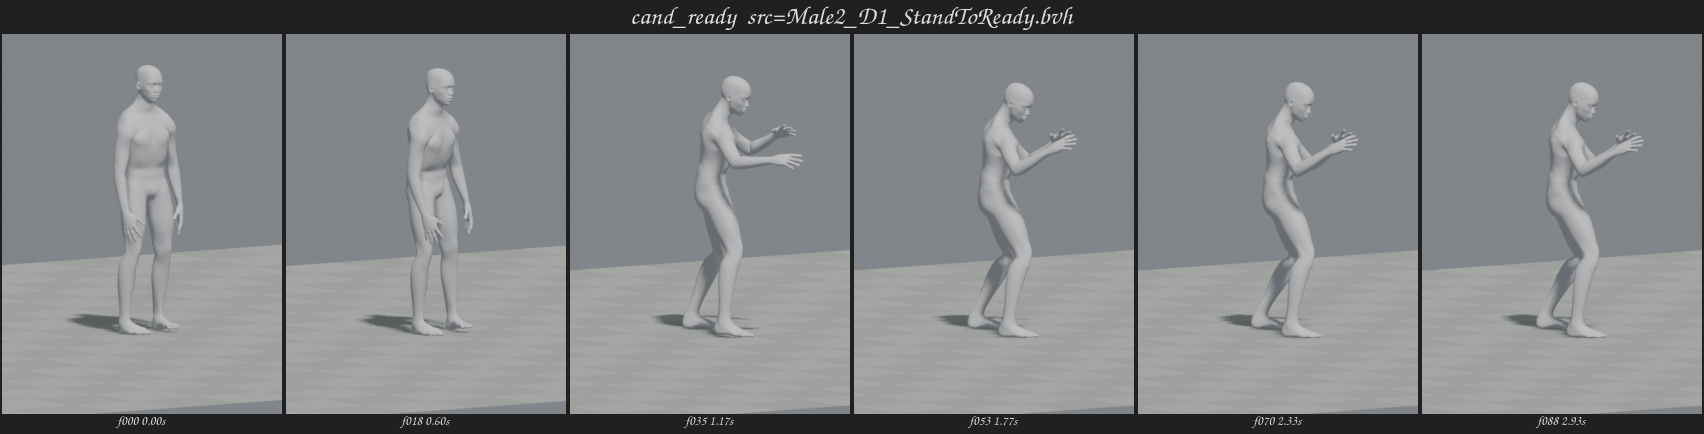 cand_ready src=Male2_D1_StandToReady.bvh
f000 0.00s
f018 0.60s
f035 1.17s
f053 1.77s
f070 2.33s
f088 2.93s